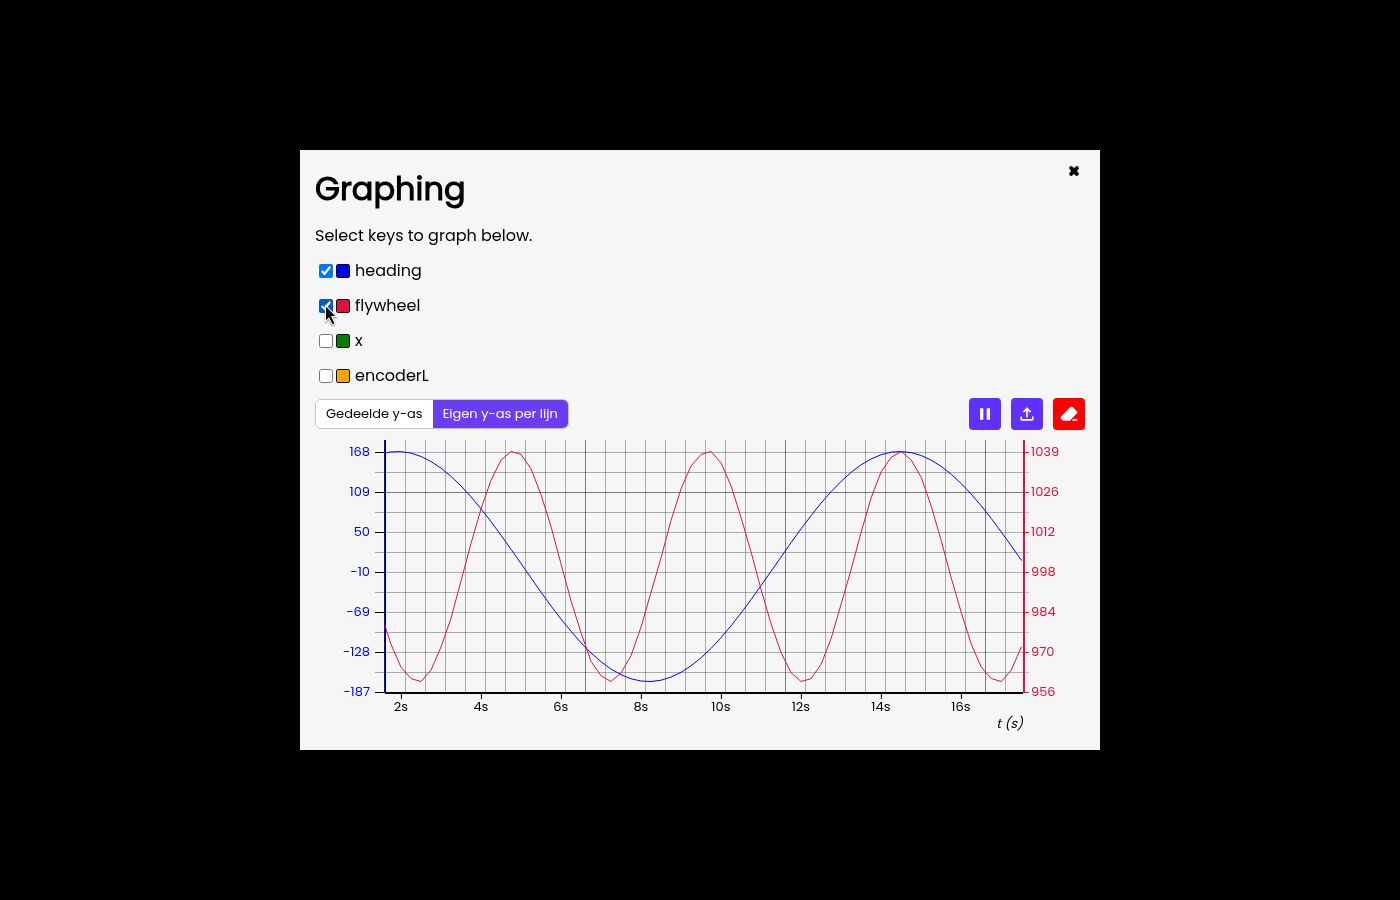 Graphing
Select keys to graph below.
heading
flywheel
x
encoderL
Gedeelde y-as Eigen y-as per lijn
168 1039
109 1026
50 1012
-10 998
-69 984
-128 970
-187 956
2s 4s 6s 8s 10s 12s 14s 16s
t (s)